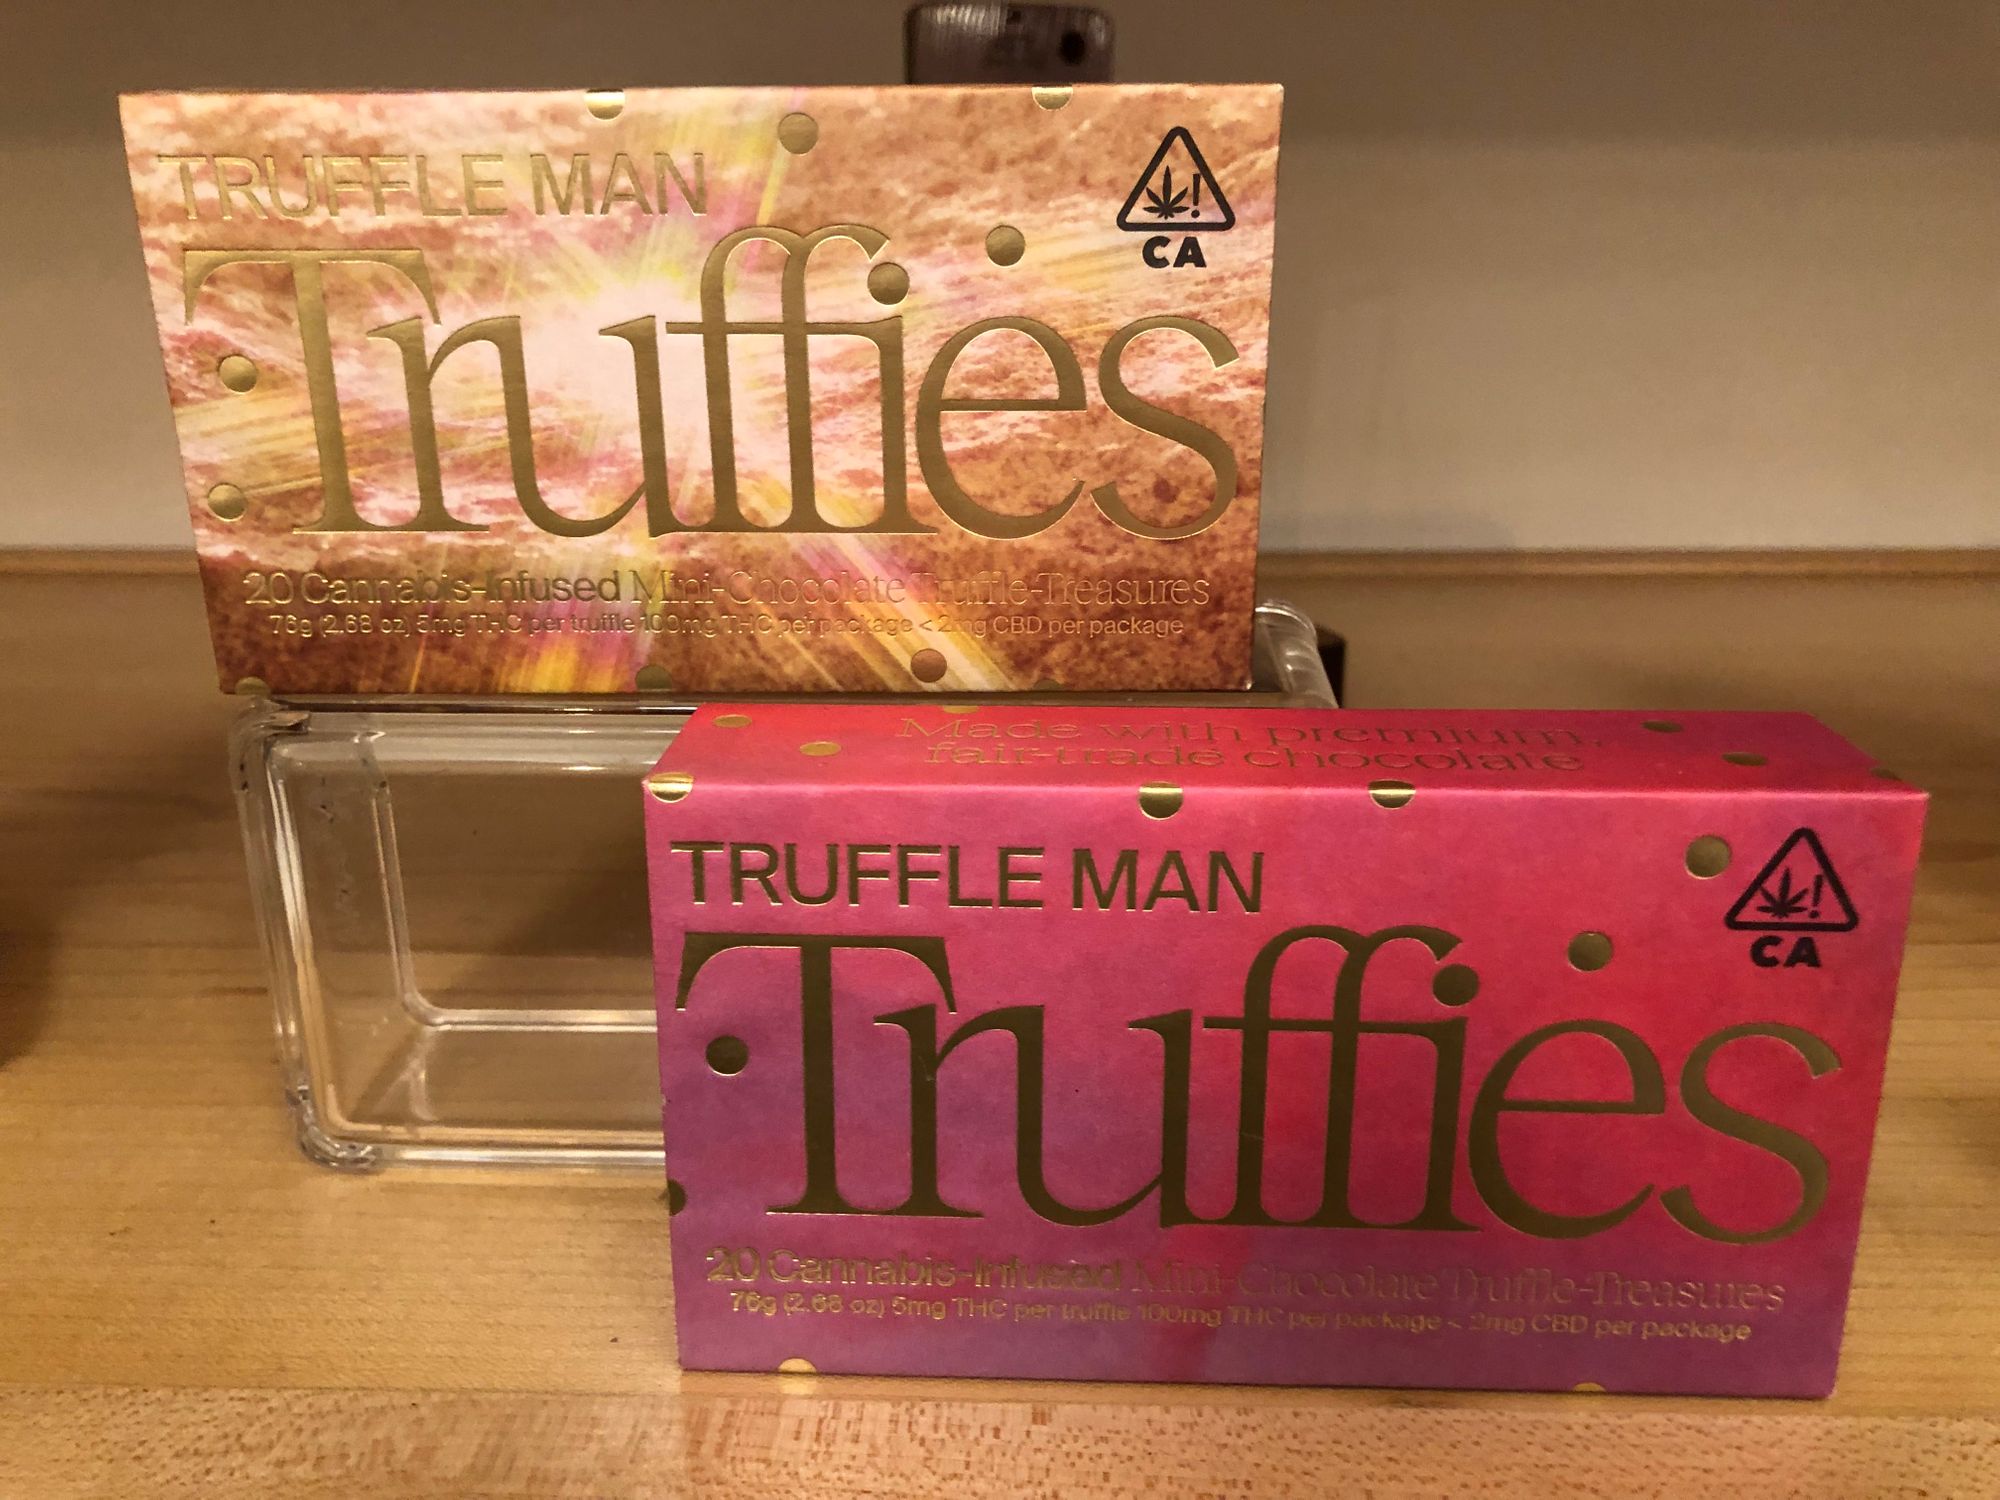 TRUFFLE MAN
CA
Truffies
20 Cannabis-Infused Mini-Chocolate Truffle-Treasures
76g (2.68 oz) 5mg THC per truffle 100mg THC per package < 2mg CBD per package
Made with premium,
fair-trade chocolate
TRUFFLE MAN
CA
Truffies
20 Cannabis-Infused Mini-Chocolate Truffle-Treasures
76g (2.68 oz) 5mg THC per truffle 100mg THC per package < 2mg CBD per package